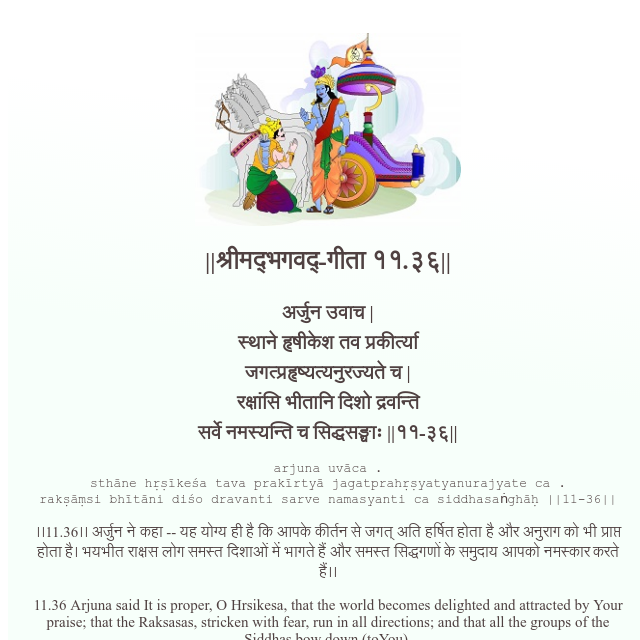 ||श्रीमद्‍भगवद्‍-गीता ११.३६||
अर्जुन उवाच |
स्थाने हृषीकेश तव प्रकीर्त्या
जगत्प्रहृष्यत्यनुरज्यते च |
रक्षांसि भीतानि दिशो द्रवन्ति
सर्वे नमस्यन्ति च सिद्धसङ्घाः ||११-३६||
arjuna uvāca .
sthāne hṛṣīkeśa tava prakīrtyā jagatprahṛṣyatyanurajyate ca .
rakṣāṃsi bhītāni diśo dravanti sarve namasyanti ca siddhasaṅghāḥ ||11-36||
।।11.36।। अर्जुन ने कहा -- यह योग्य ही है कि आपके कीर्तन से जगत् अति हर्षित होता है और अनुराग को भी प्राप्त
होता है। भयभीत राक्षस लोग समस्त दिशाओं में भागते हैं और समस्त सिद्धगणों के समुदाय आपको नमस्कार करते
हैं।।
11.36 Arjuna said It is proper, O Hrsikesa, that the world becomes delighted and attracted by Your
praise; that the Raksasas, stricken with fear, run in all directions; and that all the groups of the
Siddhas bow down (toYou)